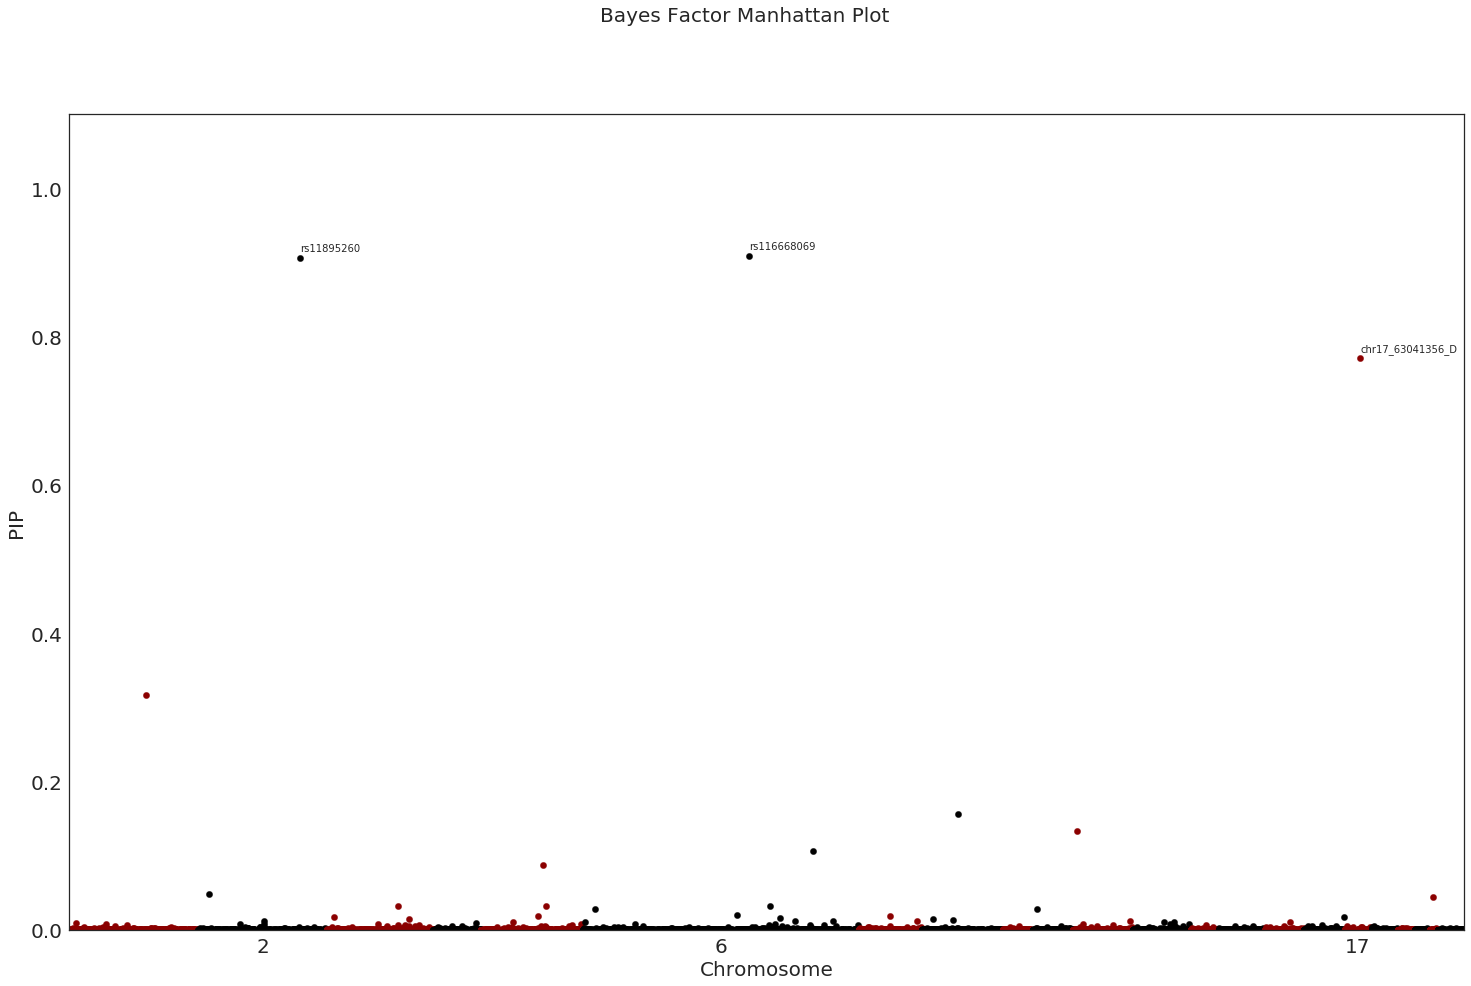 Bayes Factor Manhattan Plot
1.0
rs11895260
rs116668069
0.8
chr17_63041356_D
0.6
PIP
0.4
0.2
0.0
2
6
17
Chromosome